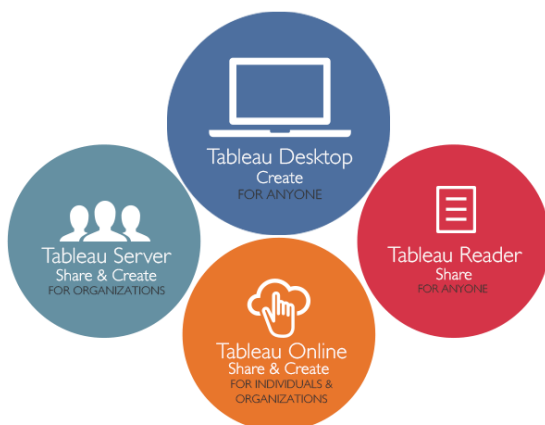 Tableau Desktop
Create
FOR ANYONE
Tableau Server
Share & Create
FOR ORGANIZATIONS
Tableau Reader
Share
FOR ANYONE
Tableau Online
Share & Create
FOR INDIVIDUALS &
ORGANIZATIONS